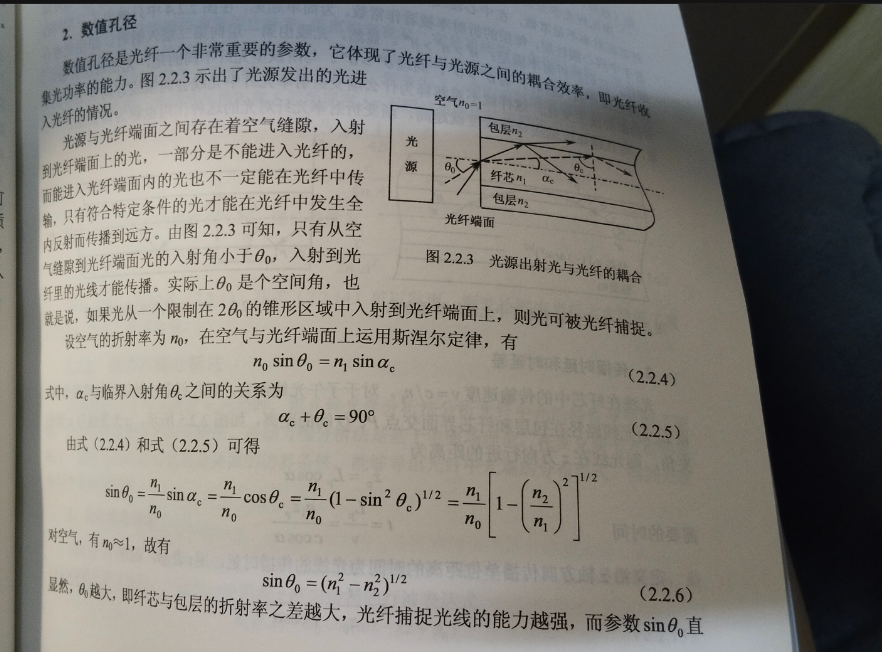 2. 数值孔径
数值孔径是光纤一个非常重要的参数，它体现了光纤与光源之间的耦合效率，即光纤收
集光功率的能力。图 2.2.3 示出了光源发出的光进
入光纤的情况。
光源与光纤端面之间存在着空气缝隙，入射
到光纤端面上的光，一部分是不能进入光纤的，
而能进入光纤端面内的光也不一定能在光纤中传
输，只有符合特定条件的光才能在光纤中发生全
内反射而传播到远方。由图 2.2.3 可知，只有从空
气缝隙到光纤端面光的入射角小于θ₀，入射到光
纤里的光线才能传播。实际上θ₀ 是个空间角，也
就是说，如果光从一个限制在 2θ₀ 的锥形区域中入射到光纤端面上，则光可被光纤捕捉。
空气n₀=1
光
源
θ₀
包层n₂
纤芯n₁
α_c
θ_c
包层n₂
光纤端面
图 2.2.3 光源出射光与光纤的耦合
设空气的折射率为 n₀，在空气与光纤端面上运用斯涅尔定律，有
n₀ sin θ₀ = n₁ sin α_c (2.2.4)
式中，α_c与临界入射角θ_c之间的关系为
α_c + θ_c = 90° (2.2.5)
由式 (2.2.4) 和式 (2.2.5) 可得
sin θ₀ = n₁/n₀ sin α_c = n₁/n₀ cos θ_c = n₁/n₀ (1 − sin² θ_c)^1/2 = n₁/n₀ [1 − (n₂/n₁)²]^1/2
对空气，有 n₀≈1，故有
sin θ₀ = (n₁² − n₂²)^1/2 (2.2.6)
显然，θ₀越大，即纤芯与包层的折射率之差越大，光纤捕捉光线的能力越强，而参数 sin θ₀ 直